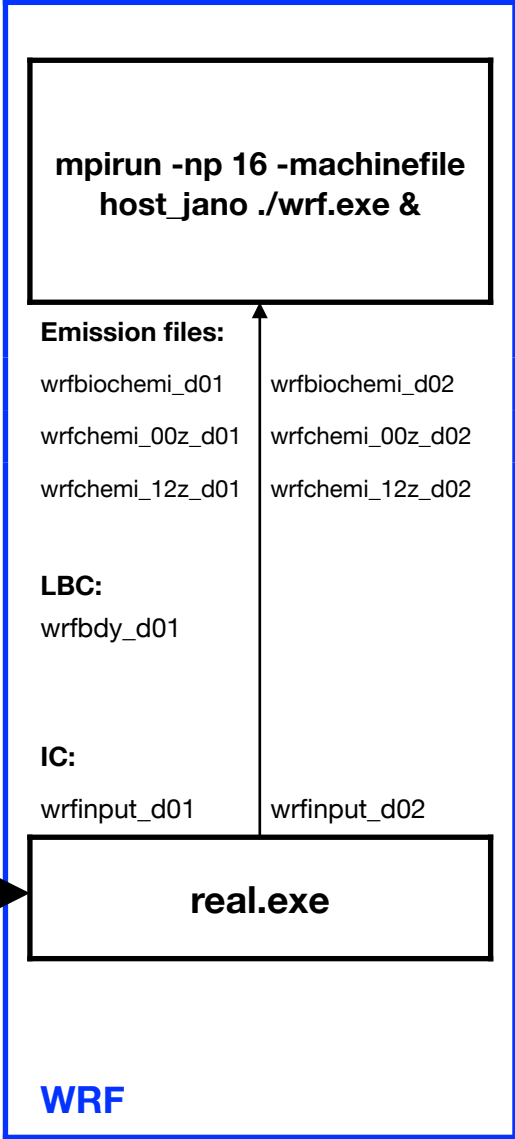 mpirun -np 16 -machinefile
host_jano ./wrf.exe &
Emission files:
wrfbiochemi_d01 wrfbiochemi_d02
wrfchemi_00z_d01 wrfchemi_00z_d02
wrfchemi_12z_d01 wrfchemi_12z_d02
LBC:
wrfbdy_d01
IC:
wrfinput_d01 wrfinput_d02
real.exe
WRF